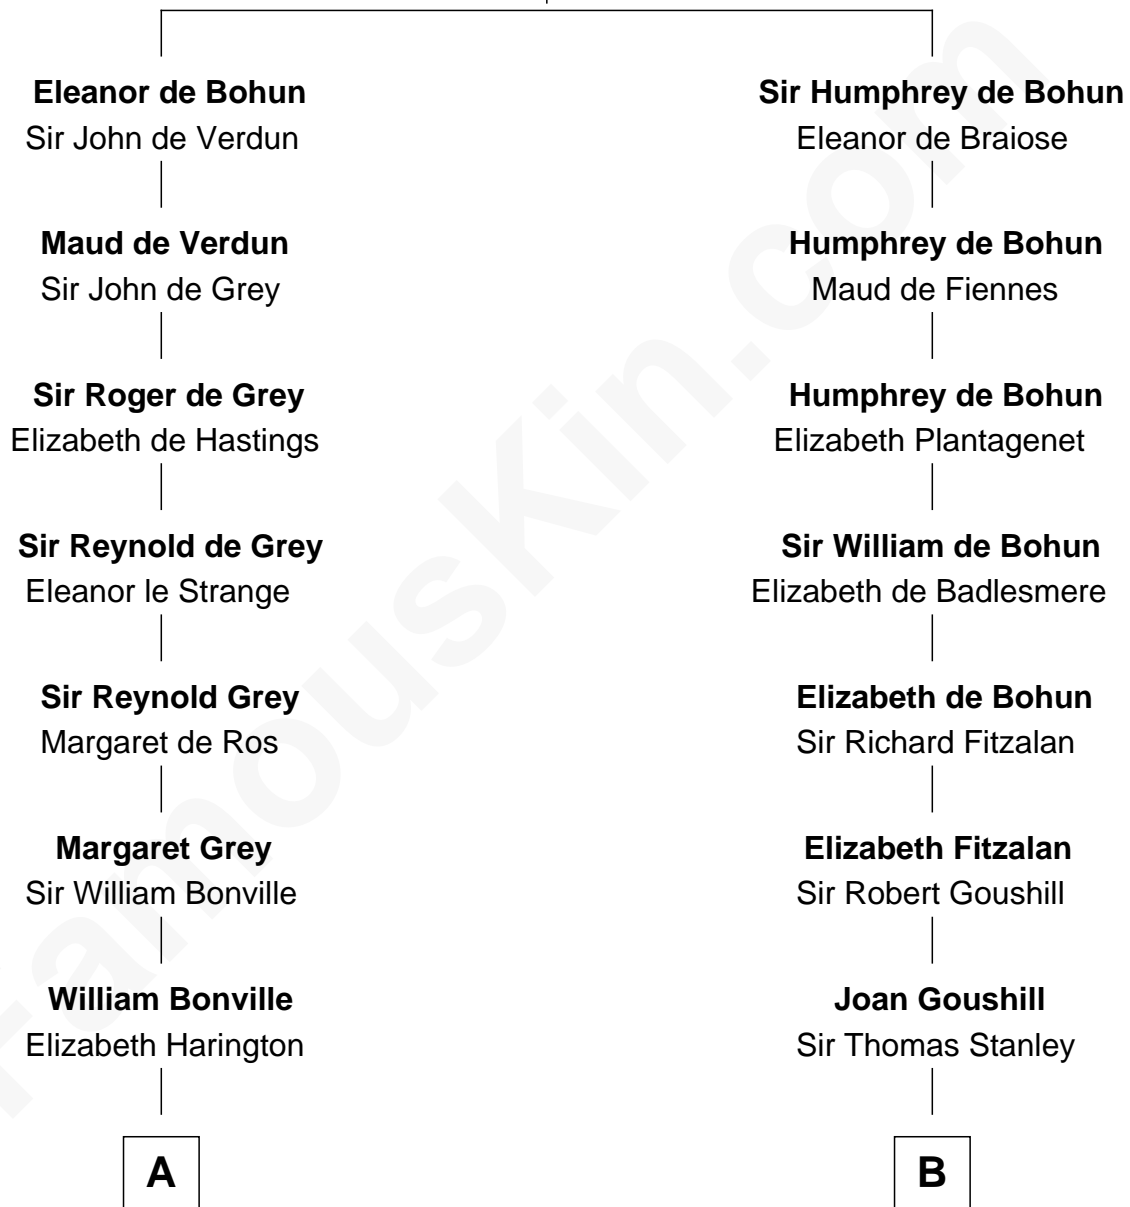 Eleanor de Bohun
Sir John de Verdun
Maud de Verdun
Sir John de Grey
Sir Roger de Grey
Elizabeth de Hastings
Sir Reynold de Grey
Eleanor le Strange
Sir Reynold Grey
Margaret de Ros
Margaret Grey
Sir William Bonville
William Bonville
Elizabeth Harington
A
Sir Humphrey de Bohun
Eleanor de Braiose
Humphrey de Bohun
Maud de Fiennes
Humphrey de Bohun
Elizabeth Plantagenet
Sir William de Bohun
Elizabeth de Badlesmere
Elizabeth de Bohun
Sir Richard Fitzalan
Elizabeth Fitzalan
Sir Robert Goushill
Joan Goushill
Sir Thomas Stanley
B
FamousKin.com